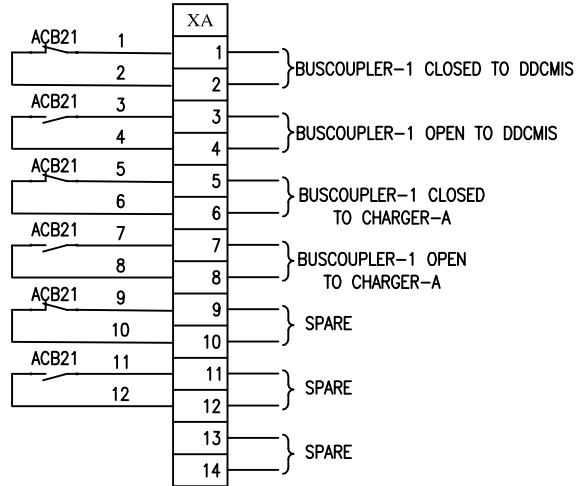 XA
ACB21 1 1
2 2
BUSCOUPLER-1 CLOSED TO DDCMIS
ACB21 3 3
4 4
BUSCOUPLER-1 OPEN TO DDCMIS
ACB21 5 5
6 6
BUSCOUPLER-1 CLOSED
TO CHARGER-A
ACB21 7 7
8 8
BUSCOUPLER-1 OPEN
TO CHARGER-A
ACB21 9 9
10 10
SPARE
ACB21 11 11
12 12
SPARE
13
14
SPARE